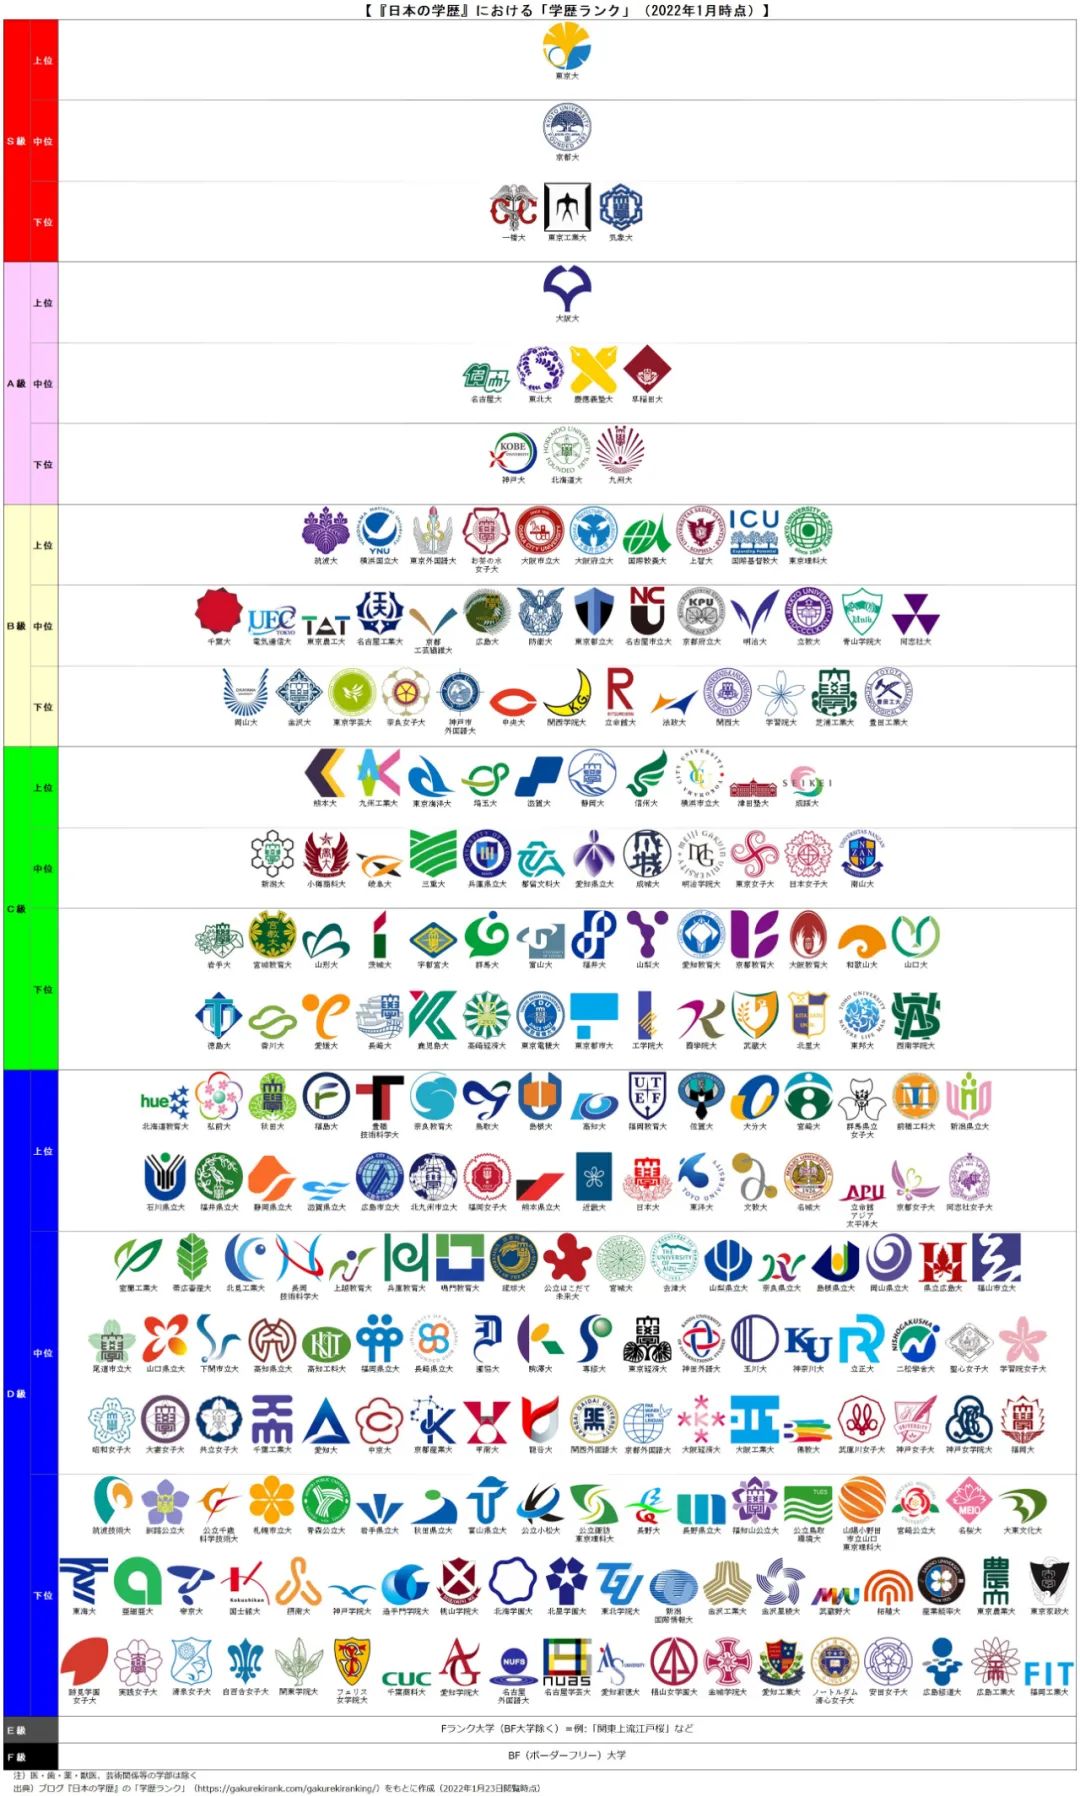 【『日本の学歴』における「学歴ランク」（2022年1月時点）】
S級
上位
東京大
中位
京都大
下位
一橋大 東京工業大 気象大
A級
上位
大阪大
中位
名古屋大 東北大 慶應義塾大 早稲田大
下位
神戸大 北海道大 九州大
B級
上位
筑波大 横浜国立大 東京外国語大 お茶の水女子大 大阪市立大 大阪府立大 国際教養大 上智大 国際基督教大 東京理科大
中位
千葉大 電気通信大 東京農工大 名古屋工業大 京都工芸繊維大 広島大 防衛大 東京都立大 名古屋市立大 京都府立大 明治大 立教大 青山学院大 同志社大
下位
岡山大 金沢大 東京学芸大 奈良女子大 神戸市外国語大 中央大 関西学院大 立命館大 法政大 関西大 学習院大 芝浦工業大 豊田工業大
C級
上位
熊本大 九州工業大 東京海洋大 埼玉大 滋賀大 静岡大 信州大 横浜市立大 津田塾大 成蹊大
中位
新潟大 小樽商科大 岐阜大 三重大 兵庫県立大 都留文科大 愛知県立大 成城大 明治学院大 東京女子大 日本女子大 南山大
下位
岩手大 宮城教育大 山形大 茨城大 宇都宮大 群馬大 富山大 福井大 山梨大 愛知教育大 京都教育大 大阪教育大 和歌山大 山口大
徳島大 香川大 愛媛大 長崎大 鹿児島大 高崎経済大 東京電機大 東京都市大 工学院大 國學院大 武蔵大 北里大 東邦大 西南学院大
D級
上位
北海道教育大 弘前大 秋田大 福島大 豊橋技術科学大 奈良教育大 鳥取大 島根大 高知大 福岡教育大 佐賀大 大分大 宮崎大 群馬県立女子大 前橋工科大 新潟県立大
石川県立大 福井県立大 静岡県立大 滋賀県立大 広島市立大 北九州市立大 福岡女子大 熊本県立大 近畿大 日本大 東洋大 文教大 名城大 立命館アジア太平洋大 京都女子大 同志社女子大
中位
室蘭工業大 帯広畜産大 北見工業大 長岡技術科学大 上越教育大 兵庫教育大 鳴門教育大 琉球大 公立はこだて未来大 宮城大 会津大 山梨県立大 奈良県立大 島根県立大 岡山県立大 県立広島大 福山市立大
尾道市立大 山口県立大 下関市立大 高知県立大 高知工科大 福岡県立大 長崎県立大 獨協大 駒澤大 専修大 東京経済大 神田外語大 玉川大 神奈川大 立正大 二松學舎大 聖心女子大 学習院女子大
昭和女子大 大妻女子大 共立女子大 千葉工業大 愛知大 中京大 京都産業大 甲南大 龍谷大 関西外国語大 京都外国語大 大阪経済大 大阪工業大 佛教大 武庫川女子大 神戸女子大 神戸女学院大 福岡大
下位
筑波技術大 釧路公立大 公立千歳科学技術大 札幌市立大 青森公立大 岩手県立大 秋田県立大 富山県立大 公立小松大 公立諏訪東京理科大 長野大 長野県立大 福知山公立大 公立鳥取環境大 山陽小野田市立山口東京理科大 宮崎公立大 名桜大 大東文化大
東海大 亜細亜大 帝京大 国士舘大 摂南大 神戸学院大 追手門学院大 桃山学院大 北海学園大 北星学園大 東北学院大 新潟国際情報大 金沢工業大 金沢星稜大 武蔵野大 桜植大 産業能率大 東京農業大 東京家政大
跡見学園女子大 実践女子大 清泉女子大 白百合女子大 関東学院大 フェリス女学院大 千葉商科大 愛知学院大 名古屋外国語大 名古屋学芸大 愛知淑徳大 椙山女学園大 金城学院大 愛知工業大 ノートルダム清心女子大 安田女子大 広島修道大 広島工業大 福岡工業大
E級
Fランク大学（BF大学除く）＝例:「関東上流江戸桜」など
F級
BF（ボーダーフリー）大学
注）医・歯・薬・獣医、芸術関係等の学部は除く
出典）ブログ『日本の学歴』の「学歴ランク」（https://gakurekirank.com/gakurekiranking/）をもとに作成（2022年1月23日閲覧時点）